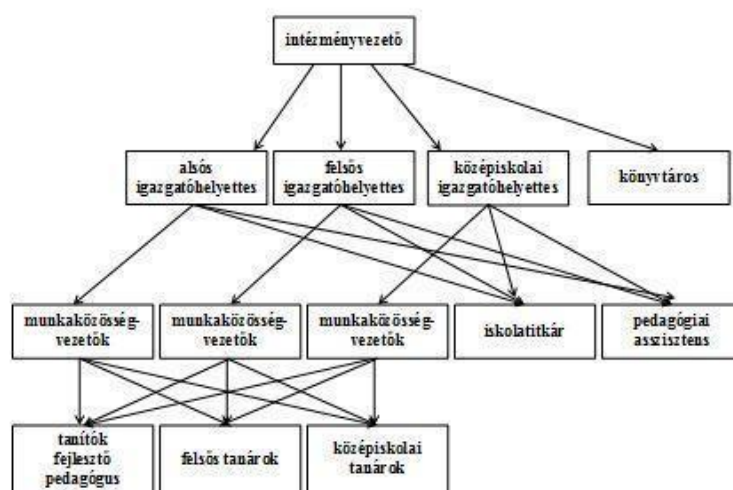 intézményvezető
alsós
igazgatóhelyettes
felsős
igazgatóhelyettes
középiskolai
igazgatóhelyettes
könyvtáros
munkaközösség-
vezetők
munkaközösség-
vezetők
munkaközösség-
vezetők
iskolatitkár
pedagógiai
asszisztens
tanítók
fejlesztő
pedagógus
felsős tanárok
középiskolai
tanárok